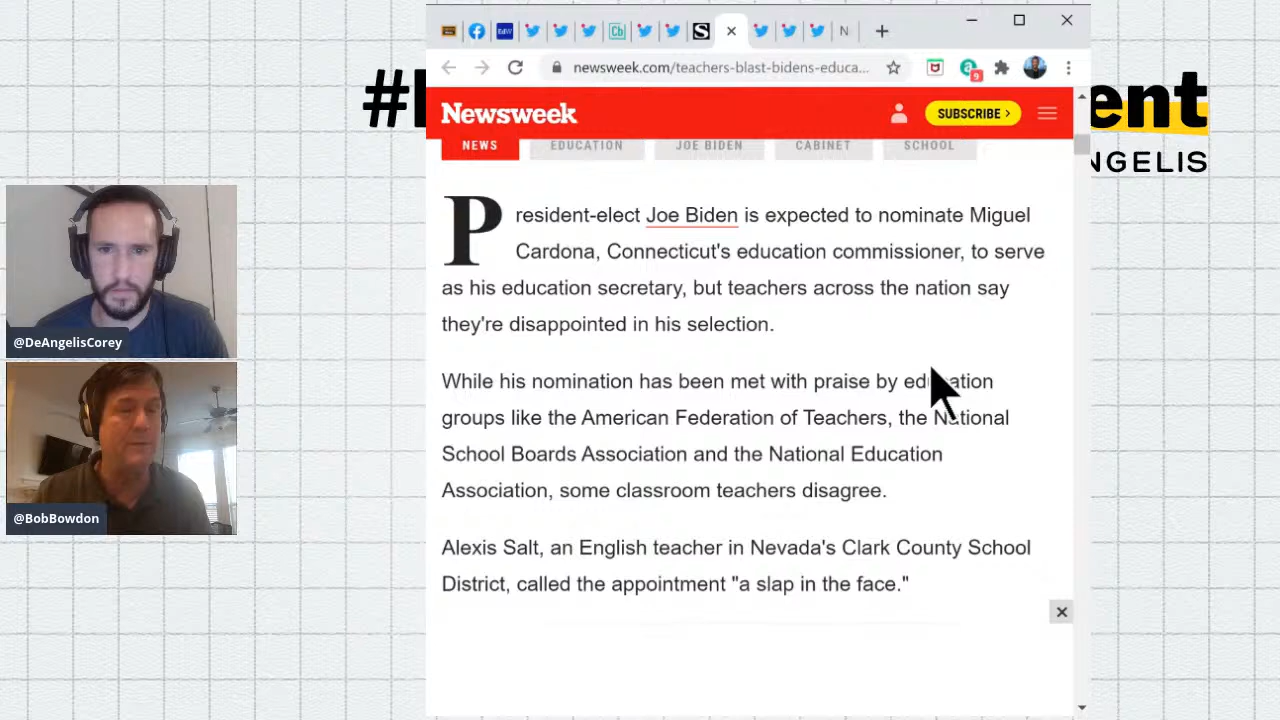 newsweek.com/teachers-blast-bidens-educa...
9
Newsweek
SUBSCRIBE >
NEWS
EDUCATION
JOE BIDEN
CABINET
SCHOOL
President-elect Joe Biden is expected to nominate Miguel
Cardona, Connecticut's education commissioner, to serve
as his education secretary, but teachers across the nation say
they're disappointed in his selection.
While his nomination has been met with praise by education
groups like the American Federation of Teachers, the National
School Boards Association and the National Education
Association, some classroom teachers disagree.
Alexis Salt, an English teacher in Nevada's Clark County School
District, called the appointment "a slap in the face."
@DeAngelisCorey
@BobBowdon